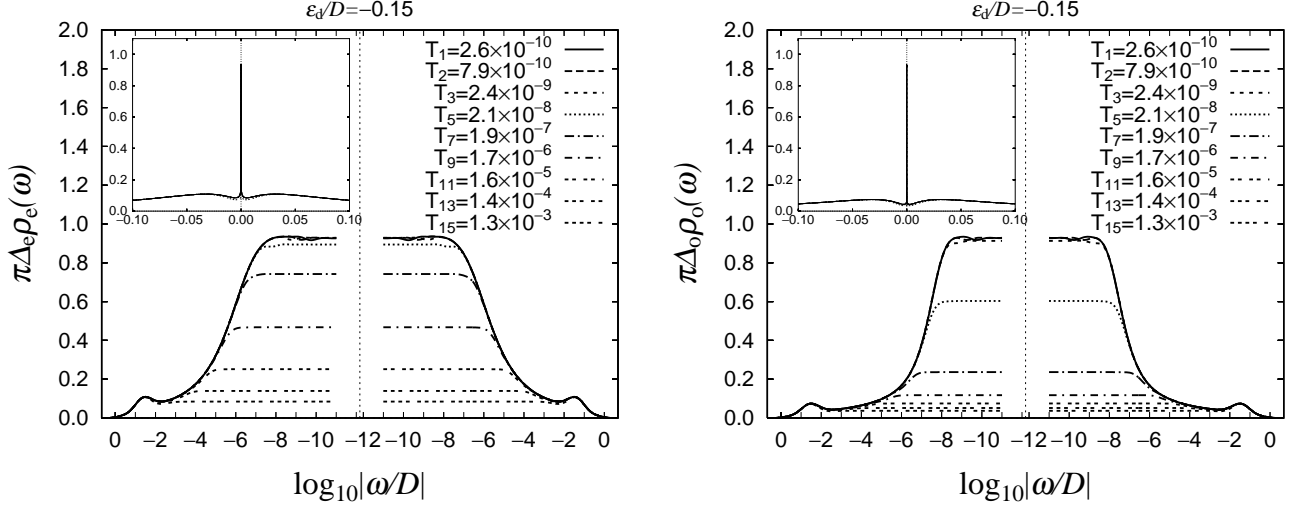 ε_d/D=−0.15
πΔ_eρ_e(ω)
2.0
1.8
1.6
1.4
1.2
1.0
0.8
0.6
0.4
0.2
0.0
1.0
0.8
0.6
0.4
0.2
0.0
−0.10 −0.05 0.00 0.05 0.10
T₁=2.6×10⁻¹⁰
T₂=7.9×10⁻¹⁰
T₃=2.4×10⁻⁹
T₅=2.1×10⁻⁸
T₇=1.9×10⁻⁷
T₉=1.7×10⁻⁶
T₁₁=1.6×10⁻⁵
T₁₃=1.4×10⁻⁴
T₁₅=1.3×10⁻³
0 −2 −4 −6 −8 −10 −12 −10 −8 −6 −4 −2 0
log₁₀|ω/D|
ε_d/D=−0.15
πΔ_oρ_o(ω)
2.0
1.8
1.6
1.4
1.2
1.0
0.8
0.6
0.4
0.2
0.0
1.0
0.8
0.6
0.4
0.2
0.0
−0.10 −0.05 0.00 0.05 0.10
T₁=2.6×10⁻¹⁰
T₂=7.9×10⁻¹⁰
T₃=2.4×10⁻⁹
T₅=2.1×10⁻⁸
T₇=1.9×10⁻⁷
T₉=1.7×10⁻⁶
T₁₁=1.6×10⁻⁵
T₁₃=1.4×10⁻⁴
T₁₅=1.3×10⁻³
0 −2 −4 −6 −8 −10 −12 −10 −8 −6 −4 −2 0
log₁₀|ω/D|